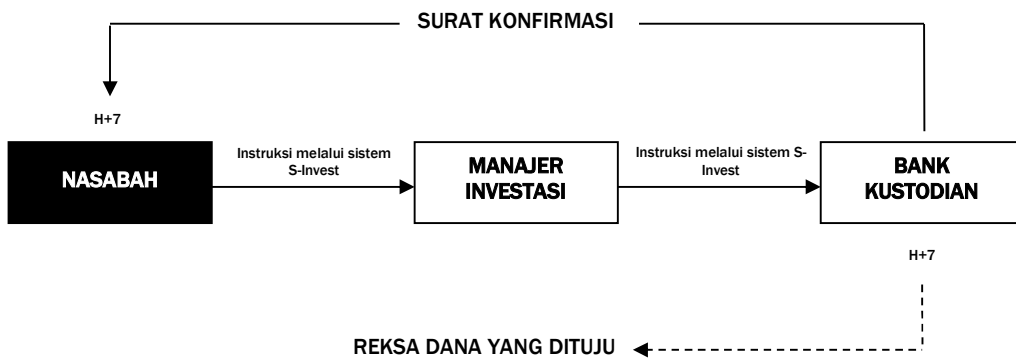 SURAT KONFIRMASI
H+7
NASABAH
Instruksi melalui sistem
S-Invest
MANAJER
INVESTASI
Instruksi melalui sistem S-
Invest
BANK
KUSTODIAN
H+7
REKSA DANA YANG DITUJU